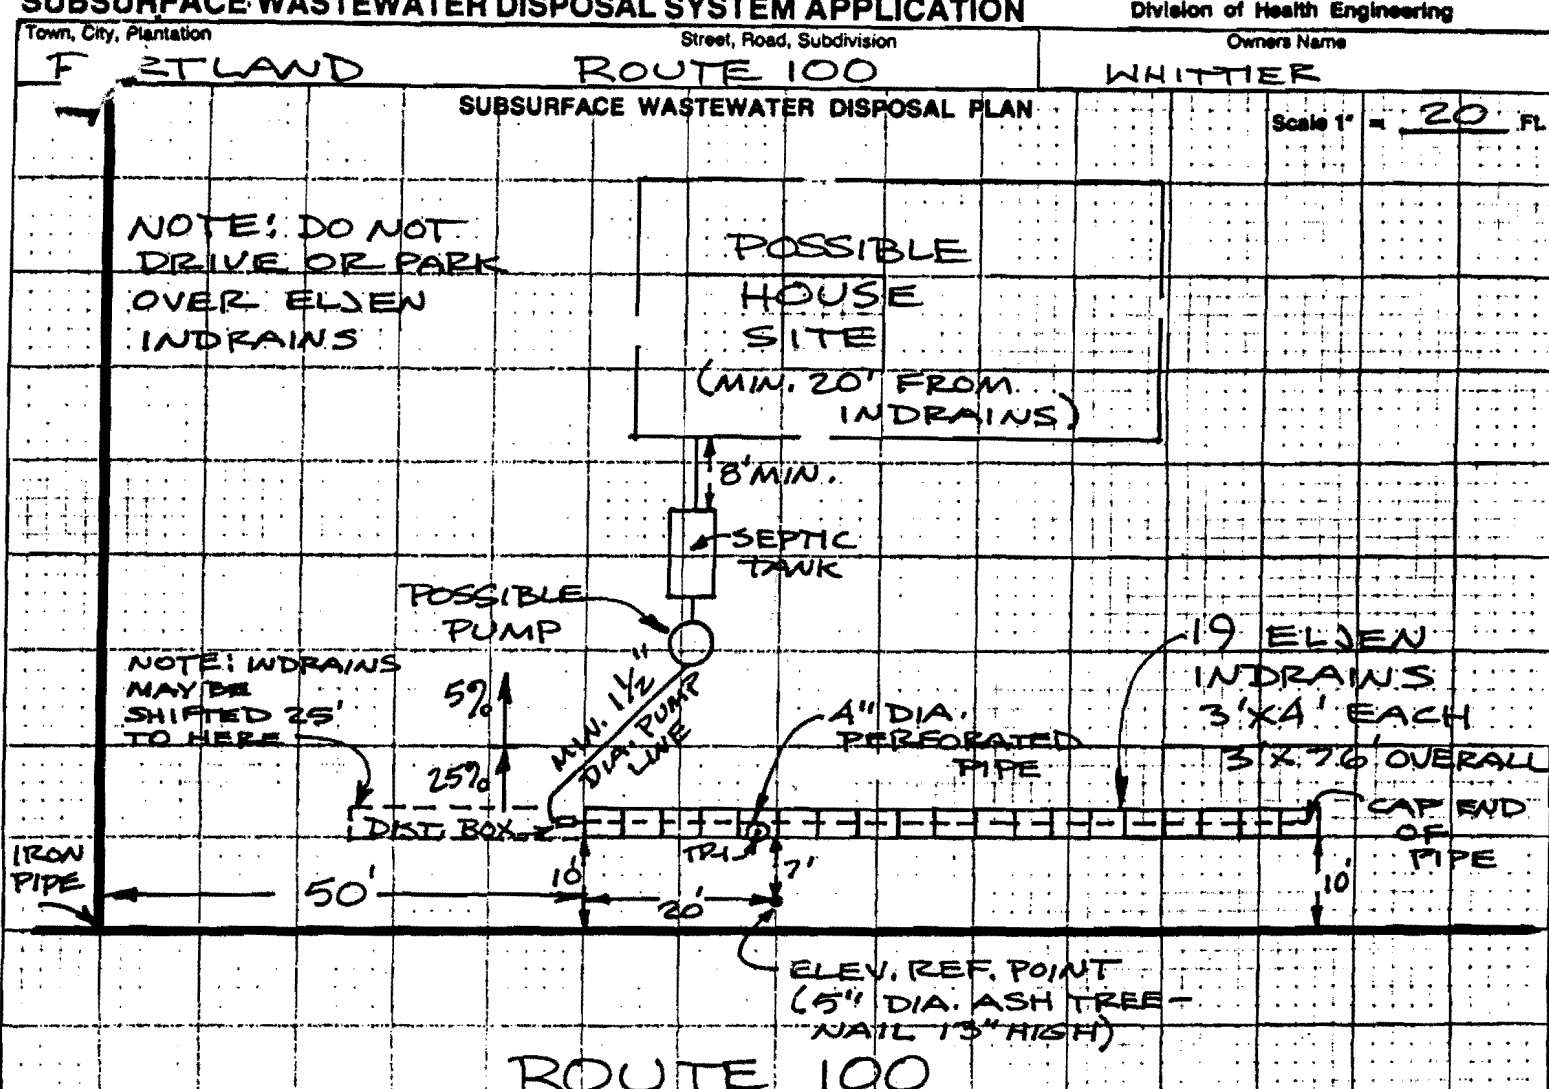 SUBSURFACE WASTEWATER DISPOSAL SYSTEM APPLICATION
Division of Health Engineering
Town, City, Plantation
Street, Road, Subdivision
Owners Name
ROUTE 100
WHITTIER
SUBSURFACE WASTEWATER DISPOSAL PLAN
Scale 1" = 20 Ft.
NOTE: DO NOT
DRIVE OR PARK
OVER ELJEN
INDRAINS
POSSIBLE
HOUSE
SITE
(MIN. 20' FROM
INDRAINS)
8' MIN.
SEPTIC
TANK
POSSIBLE
PUMP
NOTE: INDRAINS
MAY BE
SHIFTED 25'
TO HERE
5%
25%
MIN. 1½"
DIA. PUMP
LINE
4" DIA.
PERFORATED
PIPE
19 ELJEN
INDRAINS
3'X4' EACH
3'X76' OVERALL
DIST. BOX
CAP END
OF
PIPE
IRON
PIPE
50'
10'
20'
7'
10'
ELEV. REF. POINT
(5" DIA. ASH TREE-
NAIL 13" HIGH)
ROUTE 100